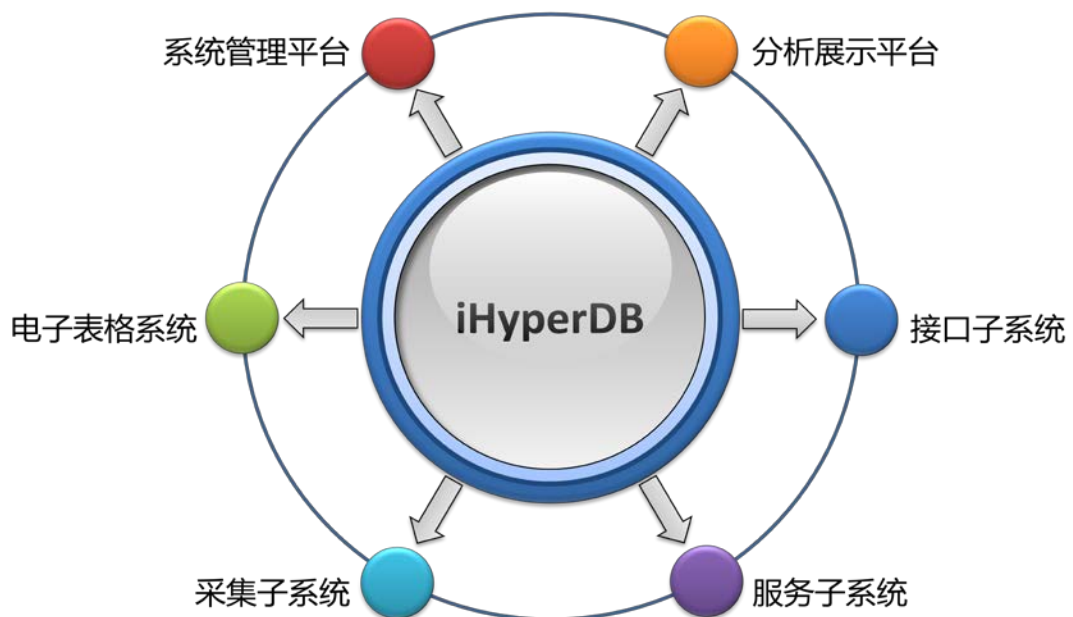 系统管理平台
分析展示平台
电子表格系统
iHyperDB
接口子系统
采集子系统
服务子系统